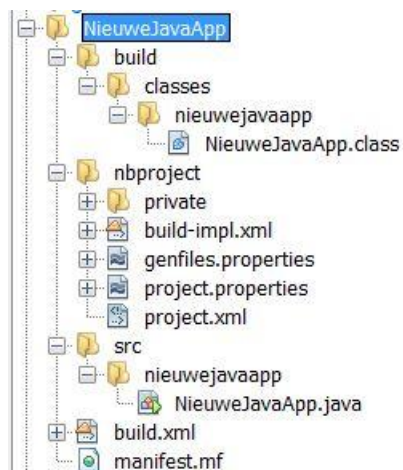 NieuweJavaApp
build
classes
nieuwejavaapp
NieuweJavaApp.class
nbproject
private
build-impl.xml
genfiles.properties
project.properties
project.xml
src
nieuwejavaapp
NieuweJavaApp.java
build.xml
manifest.mf